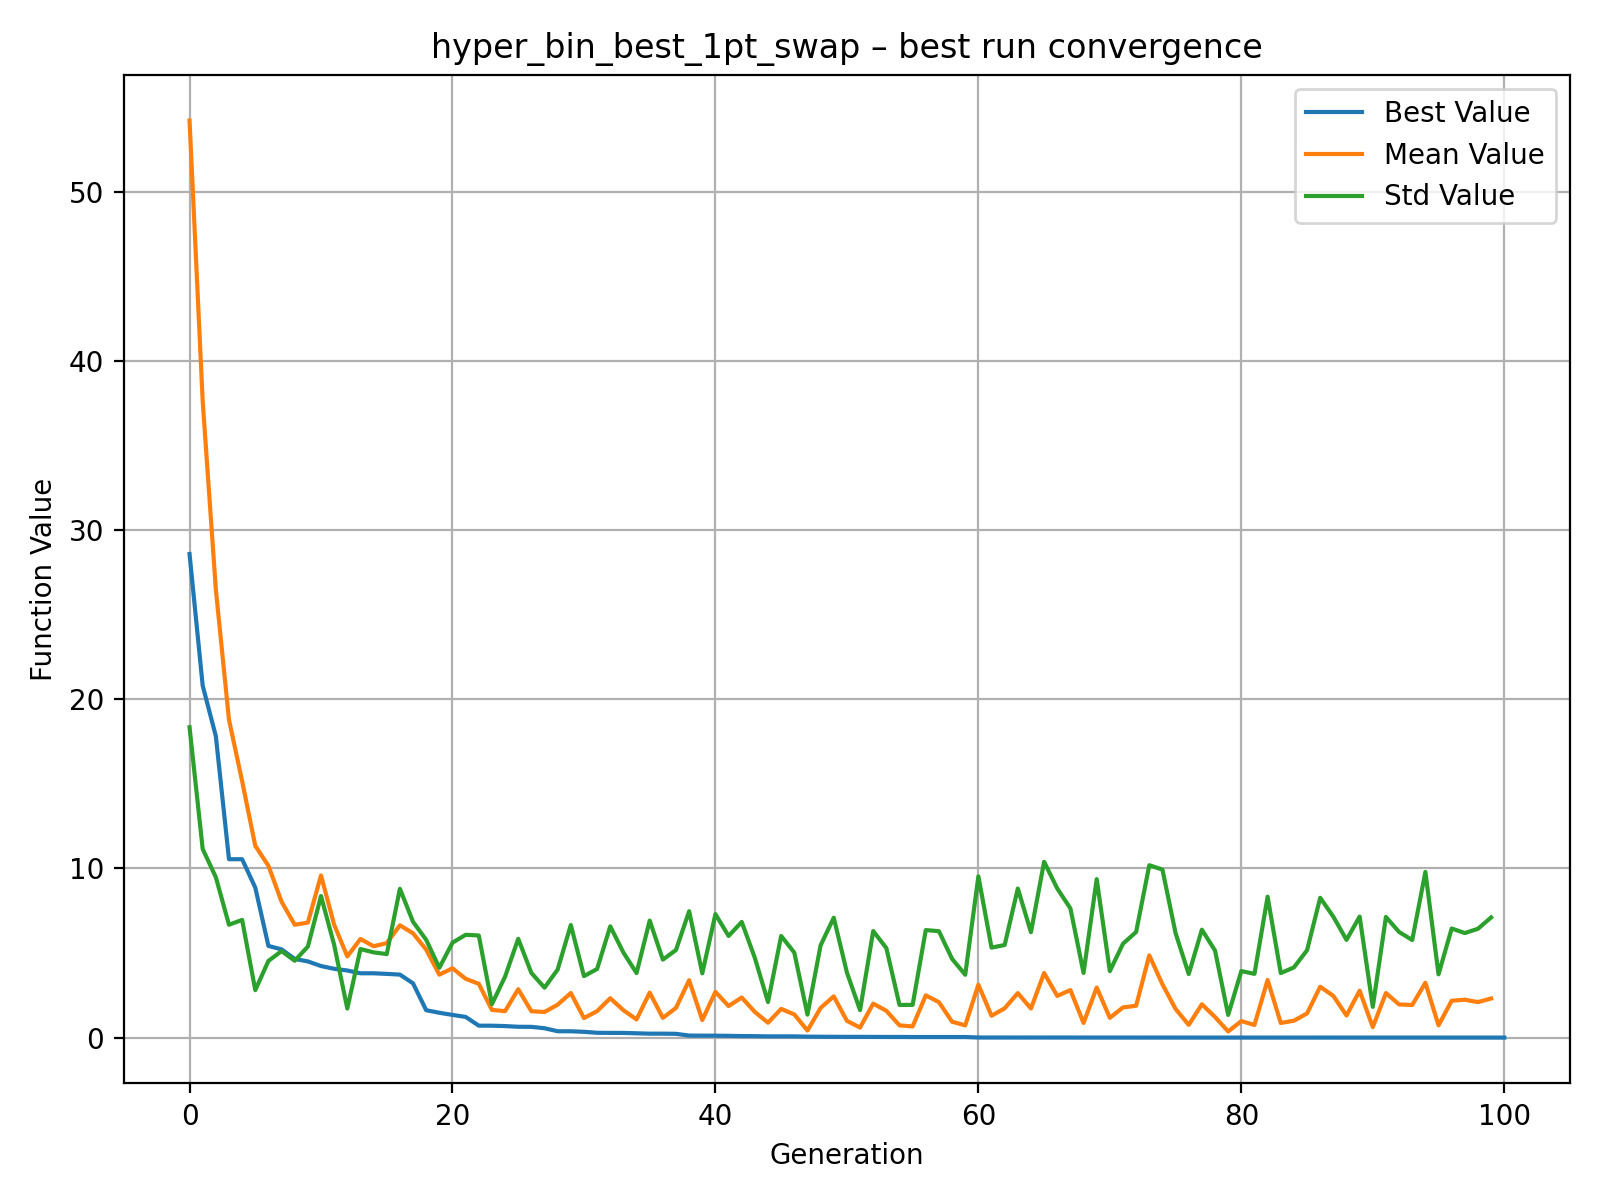 hyper_bin_best_1pt_swap – best run convergence
Best Value
Mean Value
Std Value
Function Value
50
40
30
20
10
0
0 20 40 60 80 100
Generation